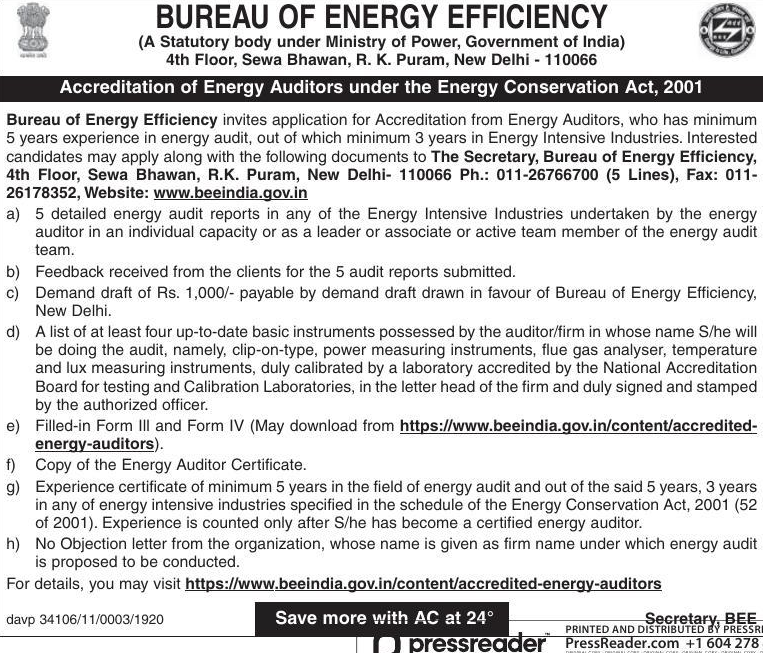 BUREAU OF ENERGY EFFICIENCY
(A Statutory body under Ministry of Power, Government of India)
4th Floor, Sewa Bhawan, R. K. Puram, New Delhi - 110066
Accreditation of Energy Auditors under the Energy Conservation Act, 2001
Bureau of Energy Efficiency invites application for Accreditation from Energy Auditors, who has minimum
5 years experience in energy audit, out of which minimum 3 years in Energy Intensive Industries. Interested
candidates may apply along with the following documents to The Secretary, Bureau of Energy Efficiency,
4th Floor, Sewa Bhawan, R.K. Puram, New Delhi- 110066 Ph.: 011-26766700 (5 Lines), Fax: 011-
26178352, Website: www.beeindia.gov.in
a) 5 detailed energy audit reports in any of the Energy Intensive Industries undertaken by the energy
auditor in an individual capacity or as a leader or associate or active team member of the energy audit
team.
b) Feedback received from the clients for the 5 audit reports submitted.
c) Demand draft of Rs. 1,000/- payable by demand draft drawn in favour of Bureau of Energy Efficiency,
New Delhi.
d) A list of at least four up-to-date basic instruments possessed by the auditor/firm in whose name S/he will
be doing the audit, namely, clip-on-type, power measuring instruments, flue gas analyser, temperature
and lux measuring instruments, duly calibrated by a laboratory accredited by the National Accreditation
Board for testing and Calibration Laboratories, in the letter head of the firm and duly signed and stamped
by the authorized officer.
e) Filled-in Form III and Form IV (May download from https://www.beeindia.gov.in/content/accredited-
energy-auditors).
f) Copy of the Energy Auditor Certificate.
g) Experience certificate of minimum 5 years in the field of energy audit and out of the said 5 years, 3 years
in any of energy intensive industries specified in the schedule of the Energy Conservation Act, 2001 (52
of 2001). Experience is counted only after S/he has become a certified energy auditor.
h) No Objection letter from the organization, whose name is given as firm name under which energy audit
is proposed to be conducted.
For details, you may visit https://www.beeindia.gov.in/content/accredited-energy-auditors
davp 34106/11/0003/1920
Save more with AC at 24°
Secretary, BEE
pressreader
PRINTED AND DISTRIBUTED BY PRESSR
PressReader.com +1 604 278